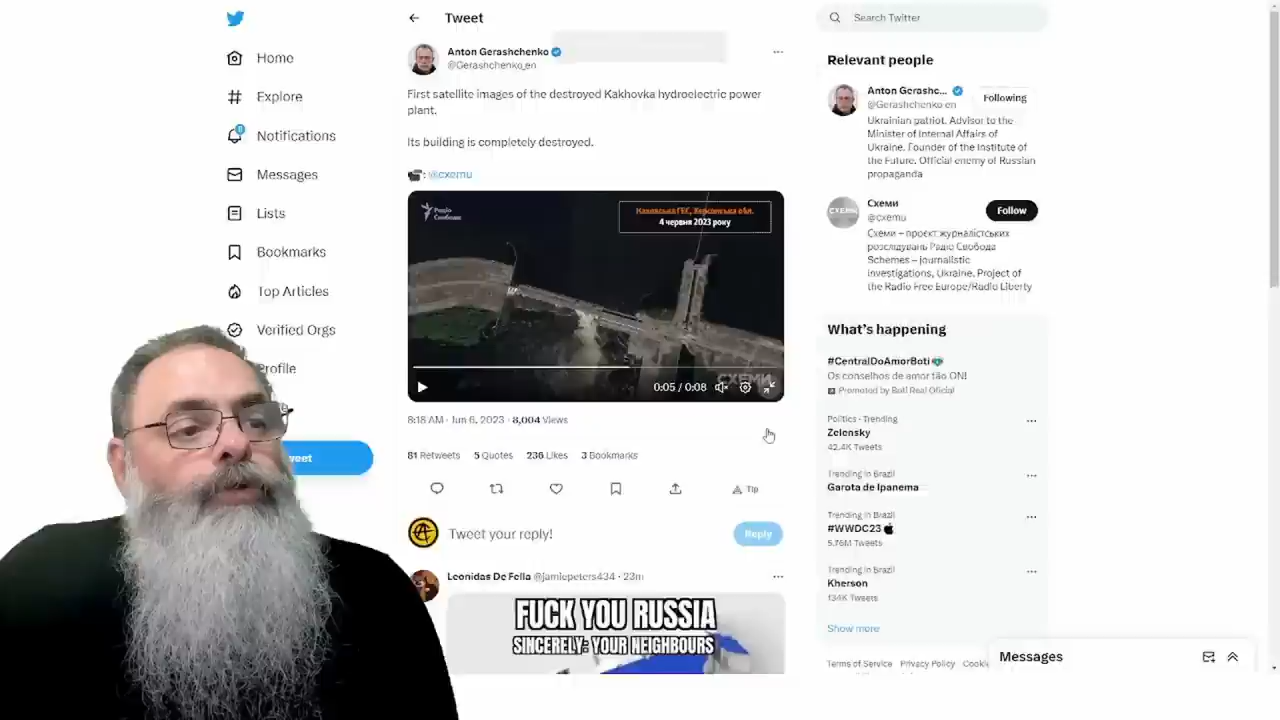 Home
Explore
Notifications
Messages
Lists
Bookmarks
Top Articles
Verified Orgs
Profile
Tweet
Anton Gerashchenko
@Gerashchenko_en
First satellite images of the destroyed Kakhovka hydroelectric power
plant.
Its building is completely destroyed.
: @cxemu
Радіо
Свобода
Каховська ГЕС, Херсонська обл.
4 червня 2023 року
СХЕМИ
0:05 / 0:08
8:18 AM · Jun 6, 2023 · 8,004 Views
81 Retweets 5 Quotes 236 Likes 3 Bookmarks
Tip
Tweet your reply!
Reply
Leonidas De Fella @jamiepeters434 · 23m
FUCK YOU RUSSIA
SINCERELY: YOUR NEIGHBOURS
Search Twitter
Relevant people
Anton Gerashc...
@Gerashchenko_en
Following
Ukrainian patriot. Advisor to the
Minister of Internal Affairs of
Ukraine. Founder of the Institute of
the Future. Official enemy of Russian
propaganda
Схеми
@cxemu
Follow
Схеми – проєкт журналістських
розслідувань Радіо Свобода
Schemes – journalistic
investigations, Ukraine. Project of
the Radio Free Europe/Radio Liberty
What's happening
#CentralDoAmorBoti
Os conselhos de amor tão ON!
Promoted by Boti Real Oficial
Politics · Trending
Zelensky
42.4K Tweets
Trending in Brazil
Garota de Ipanema
Trending in Brazil
#WWDC23
5.76M Tweets
Trending in Brazil
Kherson
134K Tweets
Show more
Terms of Service Privacy Policy
Messages